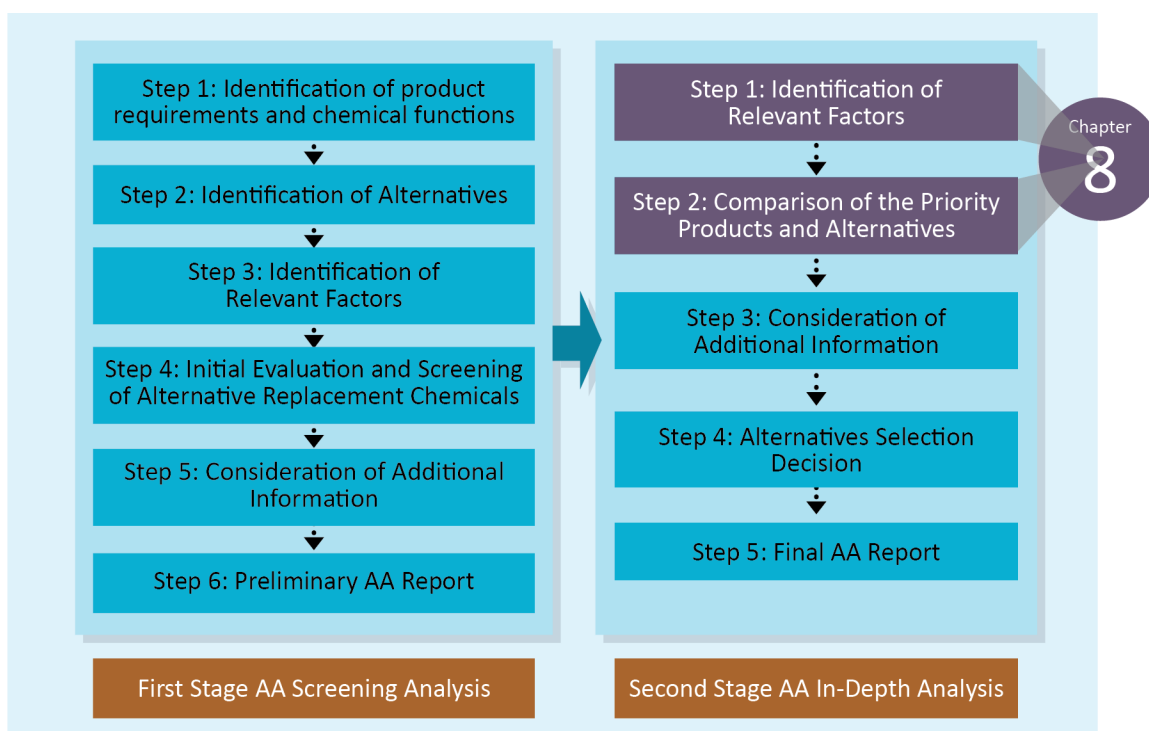 Step 1: Identification of product
requirements and chemical functions
Step 2: Identification of Alternatives
Step 3: Identification of
Relevant Factors
Step 4: Initial Evaluation and Screening
of Alternative Replacement Chemicals
Step 5: Consideration of Additional
Information
Step 6: Preliminary AA Report
First Stage AA Screening Analysis
Step 1: Identification of
Relevant Factors
Step 2: Comparison of the Priority
Products and Alternatives
Step 3: Consideration of
Additional Information
Step 4: Alternatives Selection
Decision
Step 5: Final AA Report
Second Stage AA In-Depth Analysis
Chapter
8